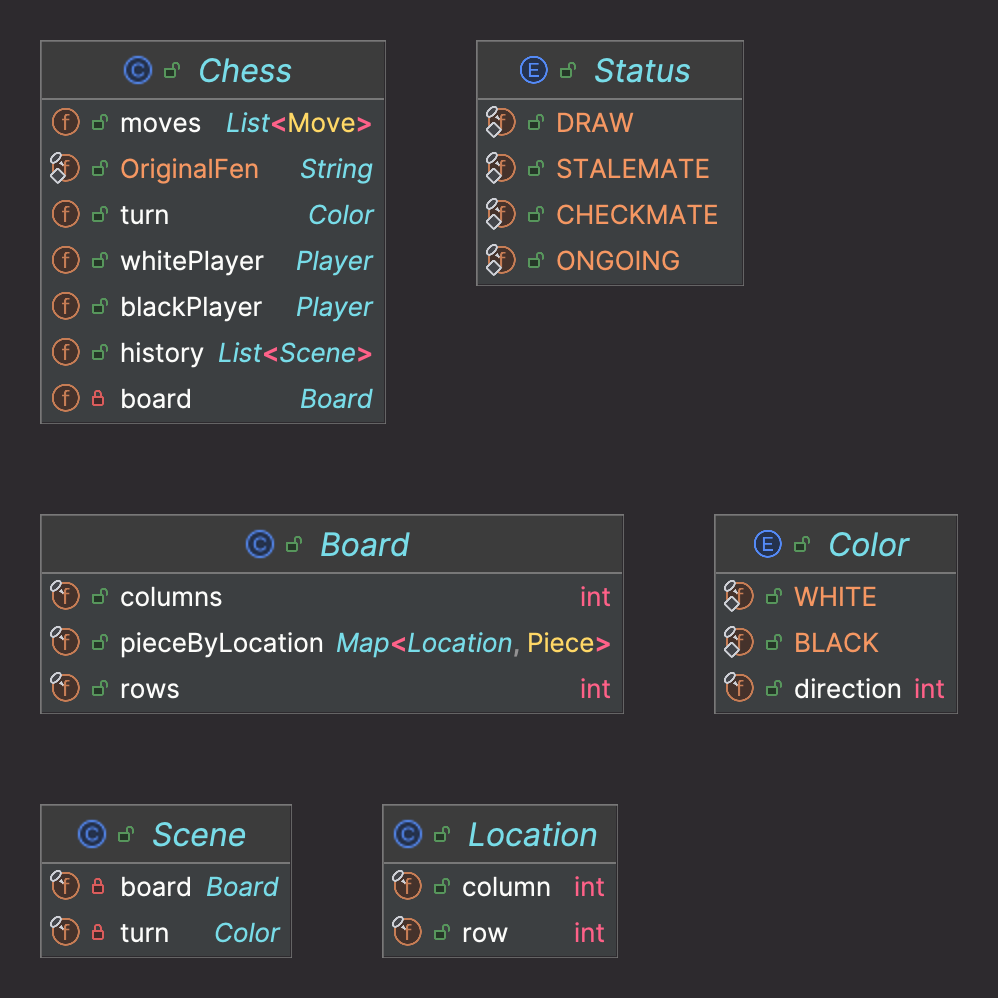 C Chess
f moves List<Move>
f OriginalFen String
f turn Color
f whitePlayer Player
f blackPlayer Player
f history List<Scene>
f board Board
E Status
f DRAW
f STALEMATE
f CHECKMATE
f ONGOING
C Board
f columns int
f pieceByLocation Map<Location, Piece>
f rows int
E Color
f WHITE
f BLACK
f direction int
C Scene
f board Board
f turn Color
C Location
f column int
f row int